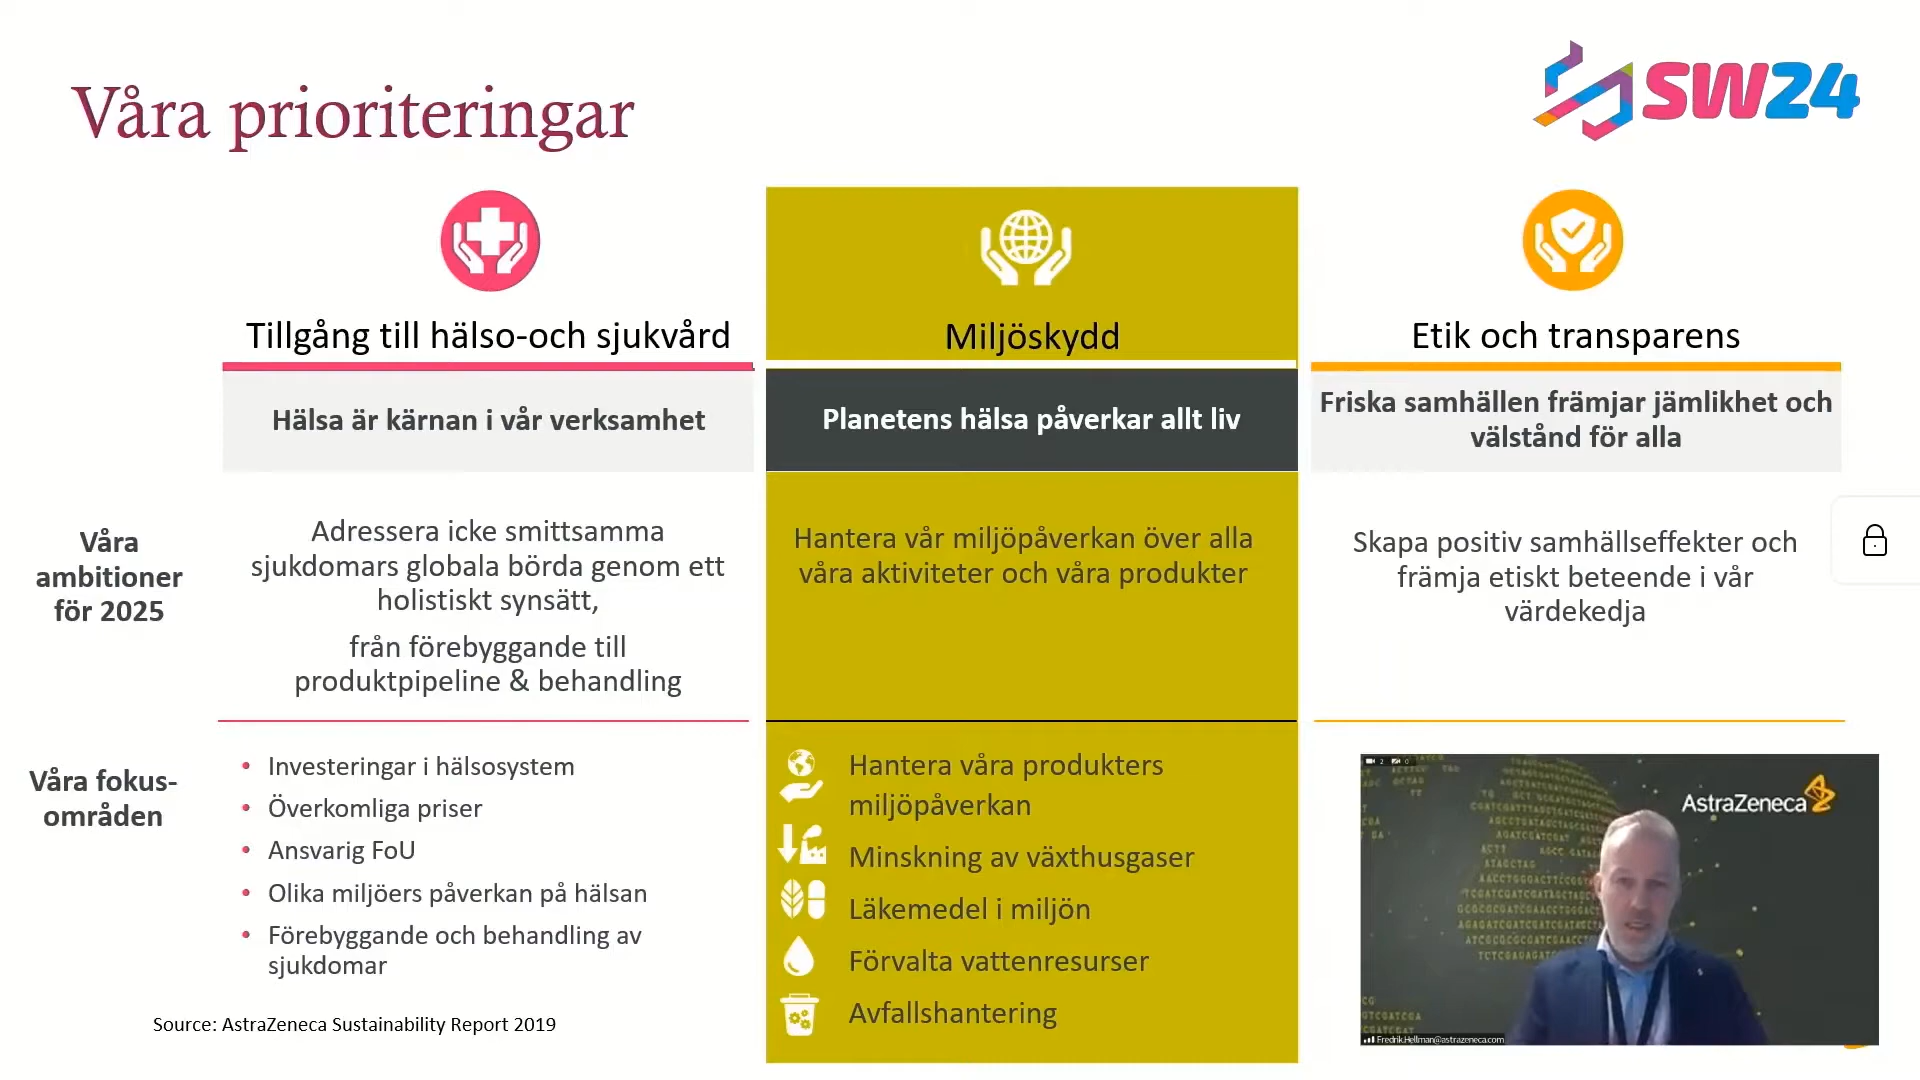 Våra prioriteringar
SW24
Tillgång till hälso-och sjukvård
Miljöskydd
Etik och transparens
Hälsa är kärnan i vår verksamhet
Planetens hälsa påverkar allt liv
Friska samhällen främjar jämlikhet och
välstånd för alla
Våra
ambitioner
för 2025
Adressera icke smittsamma
sjukdomars globala börda genom ett
holistiskt synsätt,
från förebyggande till
produktpipeline & behandling
Hantera vår miljöpåverkan över alla
våra aktiviteter och våra produkter
Skapa positiv samhällseffekter och
främja etiskt beteende i vår
värdekedja
Våra fokus-
områden
• Investeringar i hälsosystem
• Överkomliga priser
• Ansvarig FoU
• Olika miljöers påverkan på hälsan
• Förebyggande och behandling av
sjukdomar
Hantera våra produkters
miljöpåverkan
Minskning av växthusgaser
Läkemedel i miljön
Förvalta vattenresurser
Avfallshantering
AstraZeneca
Fredrik.Hellman@astrazeneca.com
Source: AstraZeneca Sustainability Report 2019